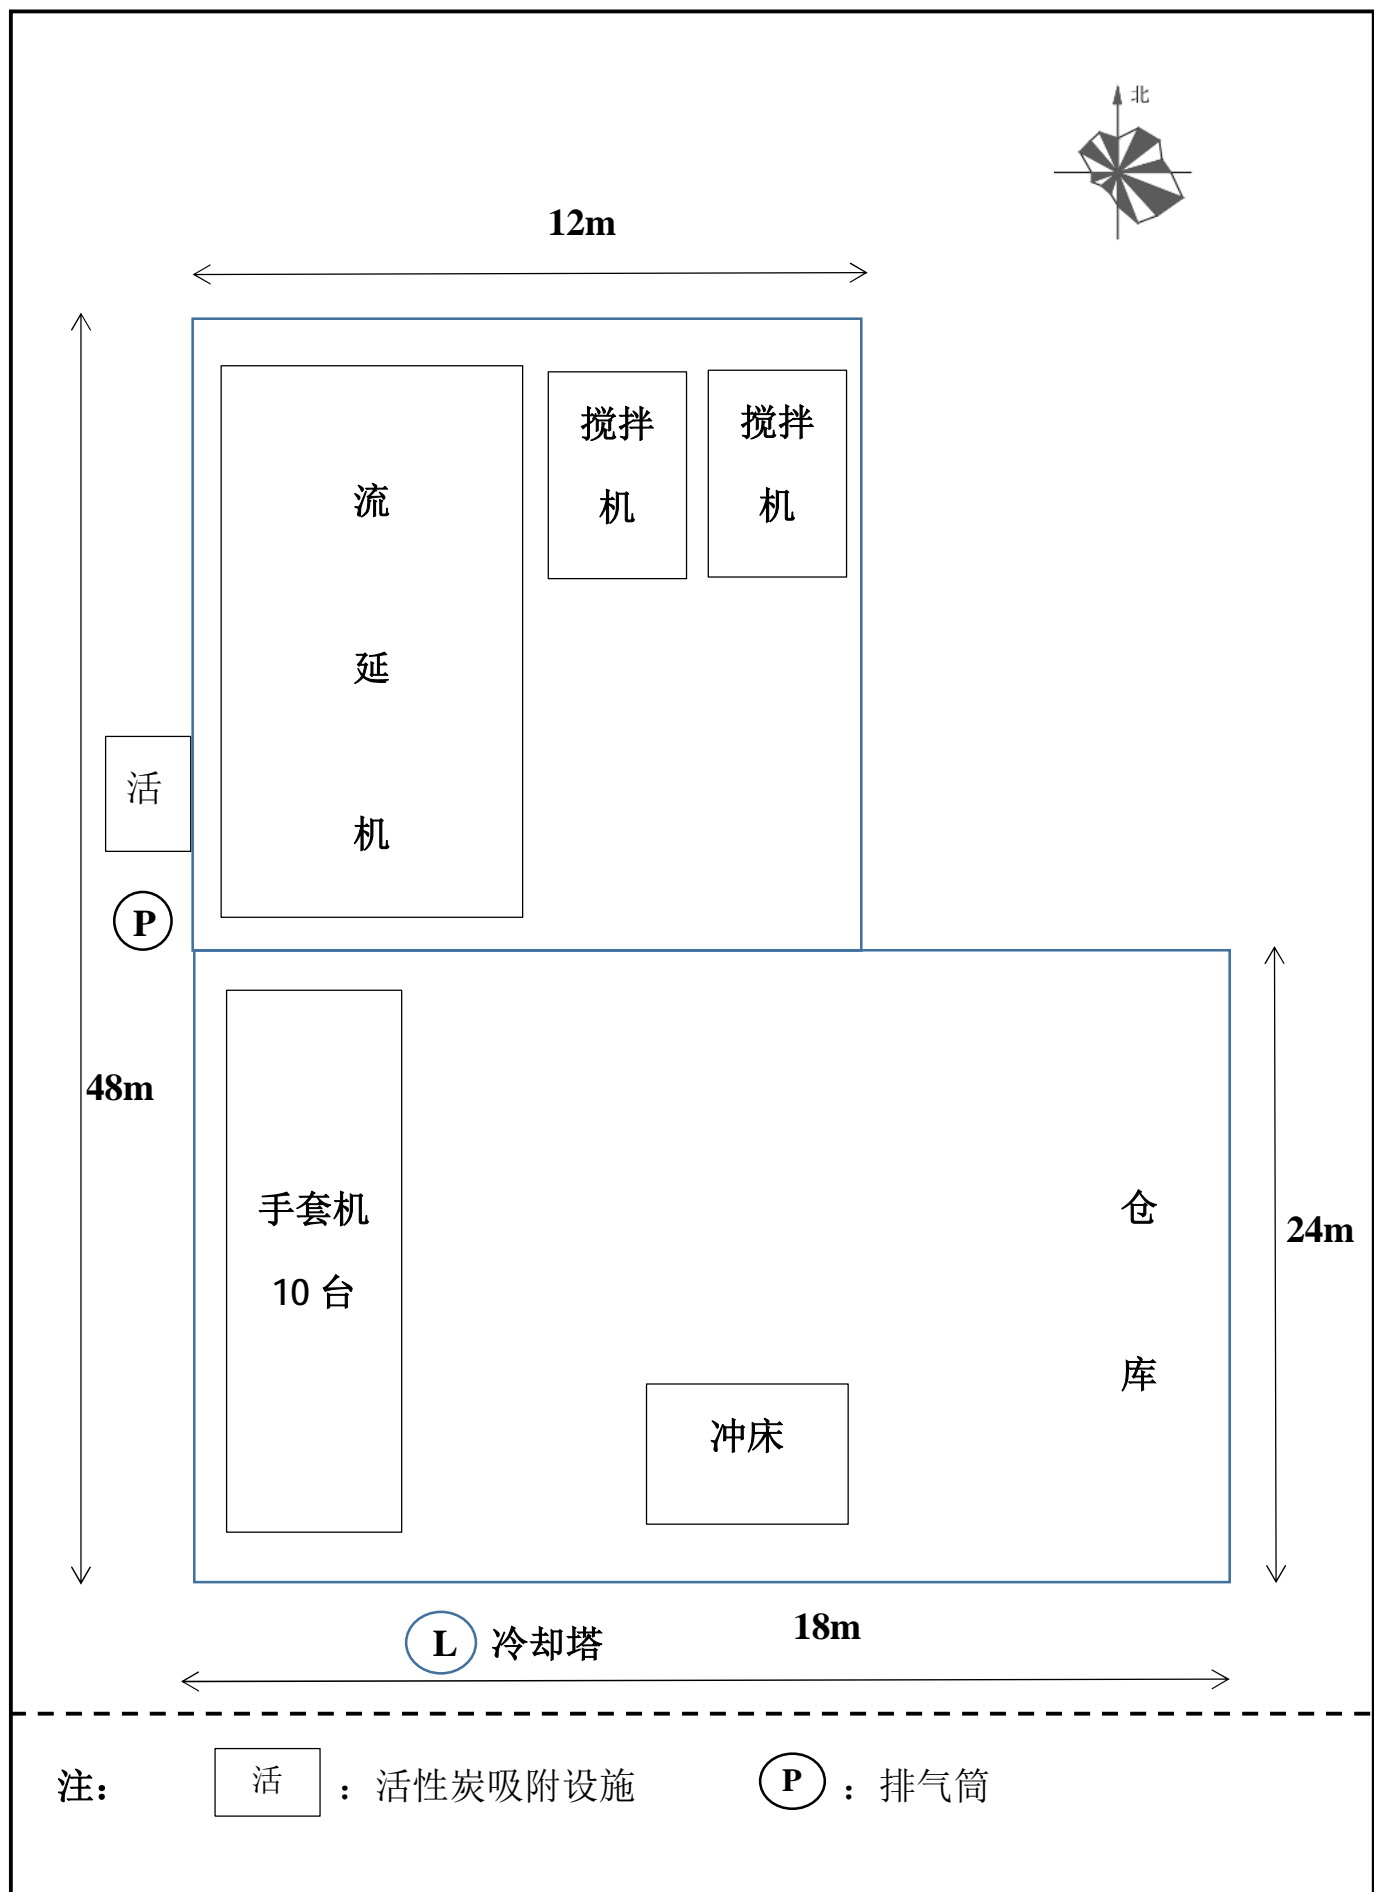 北
12m
搅拌
机
搅拌
机
流
延
机
活
P
48m
手套机
10 台
仓
库
24m
冲床
L 冷却塔
18m
注： 活 ：活性炭吸附设施 P ：排气筒